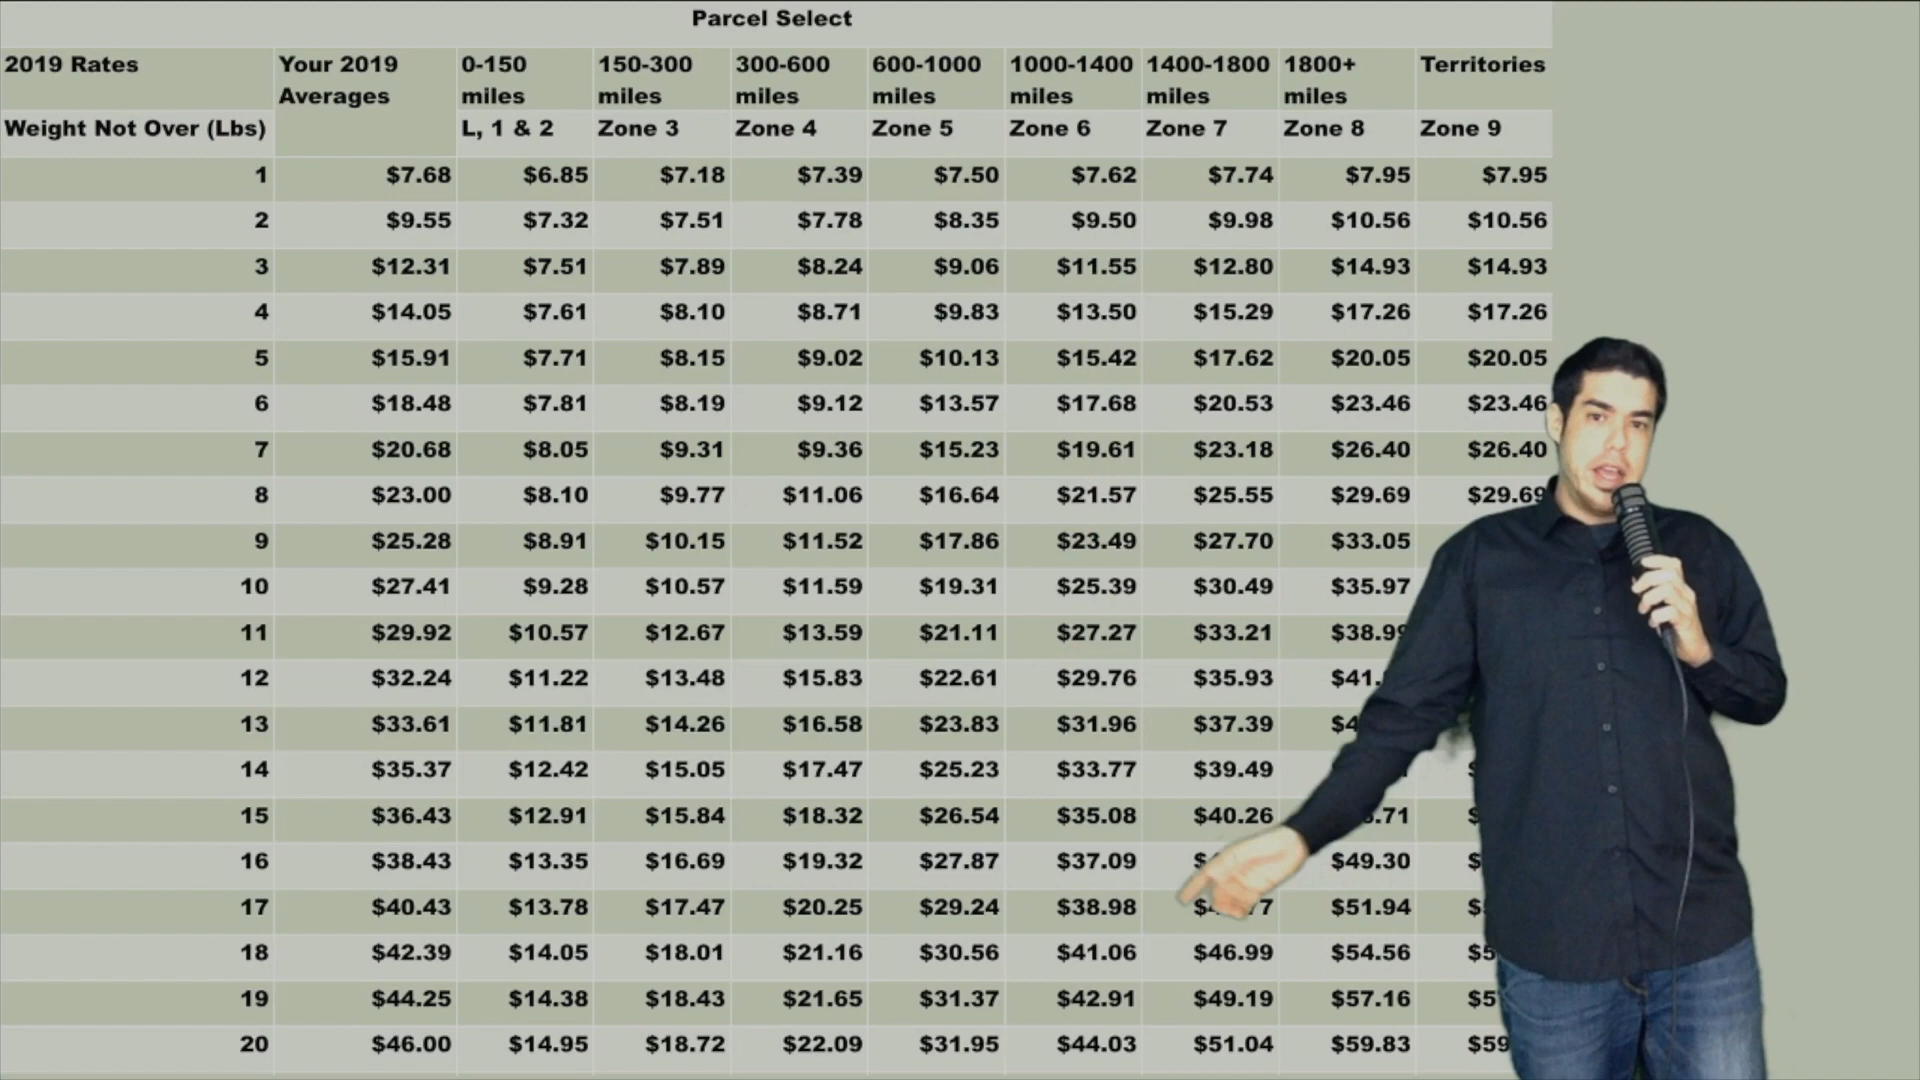 Parcel Select
2019 Rates Your 2019 Averages 0-150 miles 150-300 miles 300-600 miles 600-1000 miles 1000-1400 miles 1400-1800 miles 1800+ miles Territories
Weight Not Over (Lbs) L, 1 & 2 Zone 3 Zone 4 Zone 5 Zone 6 Zone 7 Zone 8 Zone 9
1 $7.68 $6.85 $7.18 $7.39 $7.50 $7.62 $7.74 $7.95 $7.95
2 $9.55 $7.32 $7.51 $7.78 $8.35 $9.50 $9.98 $10.56 $10.56
3 $12.31 $7.51 $7.89 $8.24 $9.06 $11.55 $12.80 $14.93 $14.93
4 $14.05 $7.61 $8.10 $8.71 $9.83 $13.50 $15.29 $17.26 $17.26
5 $15.91 $7.71 $8.15 $9.02 $10.13 $15.42 $17.62 $20.05 $20.05
6 $18.48 $7.81 $8.19 $9.12 $13.57 $17.68 $20.53 $23.46 $23.46
7 $20.68 $8.05 $9.31 $9.36 $15.23 $19.61 $23.18 $26.40 $26.40
8 $23.00 $8.10 $9.77 $11.06 $16.64 $21.57 $25.55 $29.69 $29.69
9 $25.28 $8.91 $10.15 $11.52 $17.86 $23.49 $27.70 $33.05
10 $27.41 $9.28 $10.57 $11.59 $19.31 $25.39 $30.49 $35.97
11 $29.92 $10.57 $12.67 $13.59 $21.11 $27.27 $33.21 $38.99
12 $32.24 $11.22 $13.48 $15.83 $22.61 $29.76 $35.93
13 $33.61 $11.81 $14.26 $16.58 $23.83 $31.96 $37.39
14 $35.37 $12.42 $15.05 $17.47 $25.23 $33.77 $39.49
15 $36.43 $12.91 $15.84 $18.32 $26.54 $35.08 $40.26
16 $38.43 $13.35 $16.69 $19.32 $27.87 $37.09 $49.30
17 $40.43 $13.78 $17.47 $20.25 $29.24 $38.98 $51.94
18 $42.39 $14.05 $18.01 $21.16 $30.56 $41.06 $46.99 $54.56
19 $44.25 $14.38 $18.43 $21.65 $31.37 $42.91 $49.19 $57.16
20 $46.00 $14.95 $18.72 $22.09 $31.95 $44.03 $51.04 $59.83